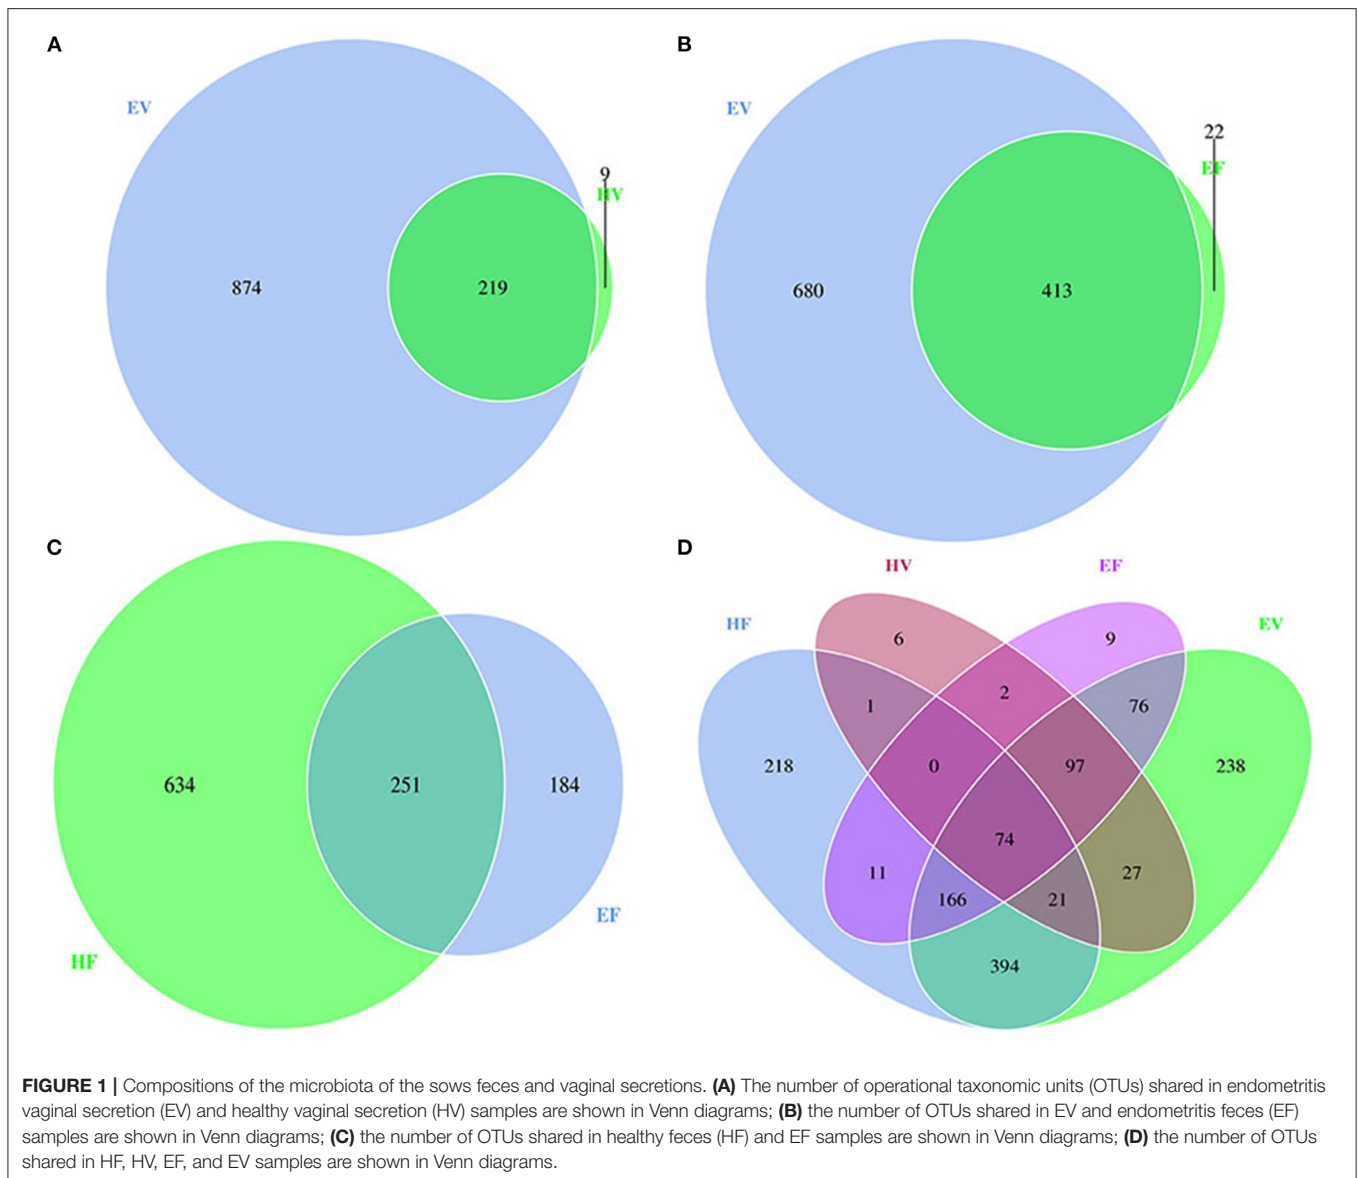 A
EV
874
219
9
HV
B
EV
680
413
22
EF
C
634
251
184
HF
EF
D
HV
EF
HF
EV
6
9
2
1
76
218
0
97
238
74
11
27
166
21
394
FIGURE 1 | Compositions of the microbiota of the sows feces and vaginal secretions. (A) The number of operational taxonomic units (OTUs) shared in endometritis
vaginal secretion (EV) and healthy vaginal secretion (HV) samples are shown in Venn diagrams; (B) the number of OTUs shared in EV and endometritis feces (EF)
samples are shown in Venn diagrams; (C) the number of OTUs shared in healthy feces (HF) and EF samples are shown in Venn diagrams; (D) the number of OTUs
shared in HF, HV, EF, and EV samples are shown in Venn diagrams.